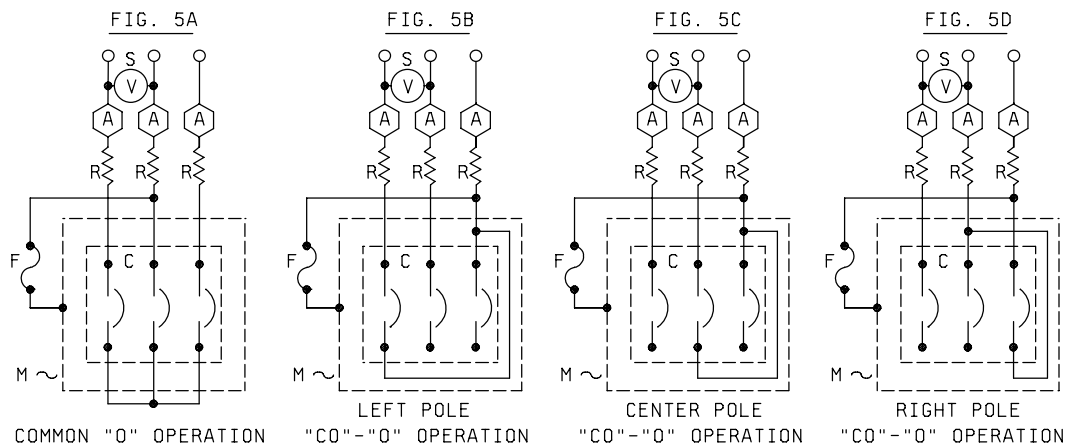 FIG. 5A FIG. 5B FIG. 5C FIG. 5D
S S S S
V V V V
A A A A A A A A A A A A
R R R R R R R R R R R R
F C F C F C F C
M M M M
LEFT POLE CENTER POLE RIGHT POLE
COMMON "O" OPERATION "CO"-"O" OPERATION "CO"-"O" OPERATION "CO"-"O" OPERATION